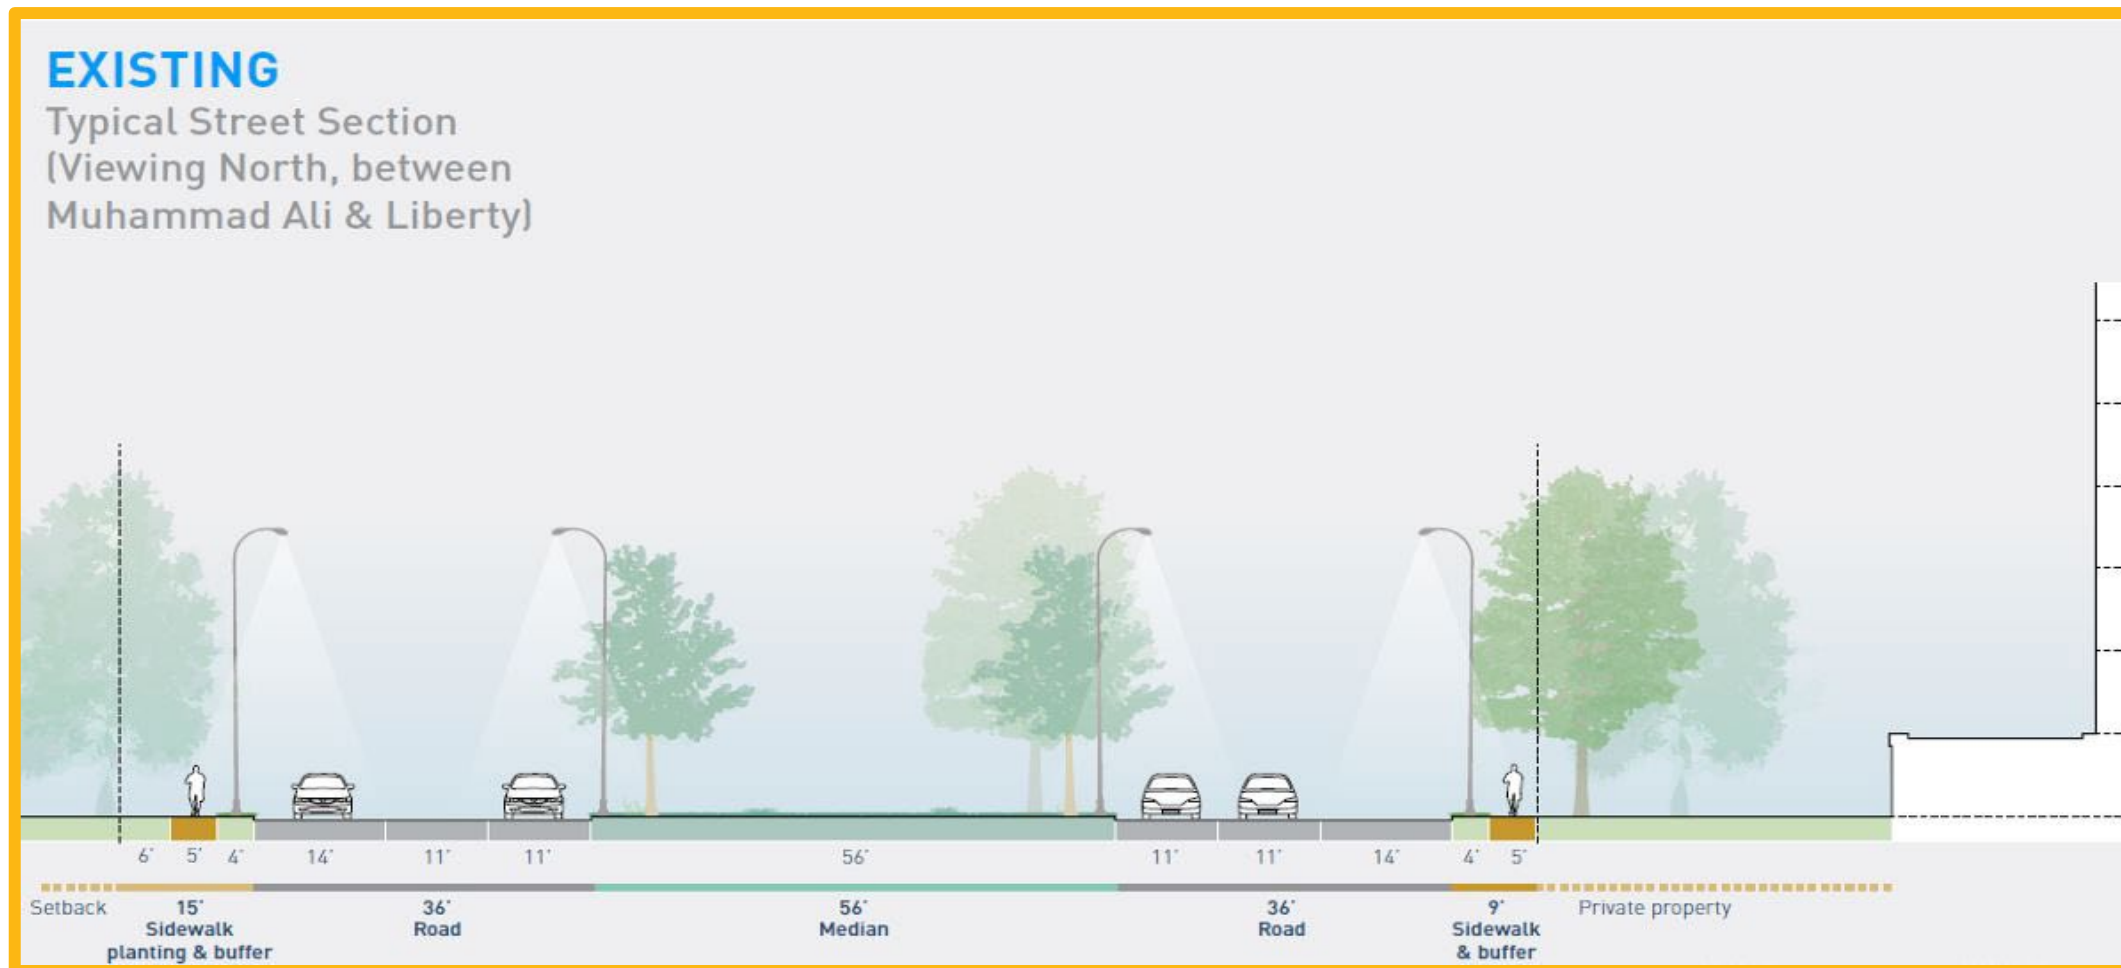 EXISTING
Typical Street Section
(Viewing North, between
Muhammad Ali & Liberty)
6' 5' 4' 14' 11' 11' 56' 11' 11' 14' 4' 5'
Setback 15' 36' 56' 36' 9' Private property
Sidewalk Road Median Road Sidewalk
planting & buffer & buffer